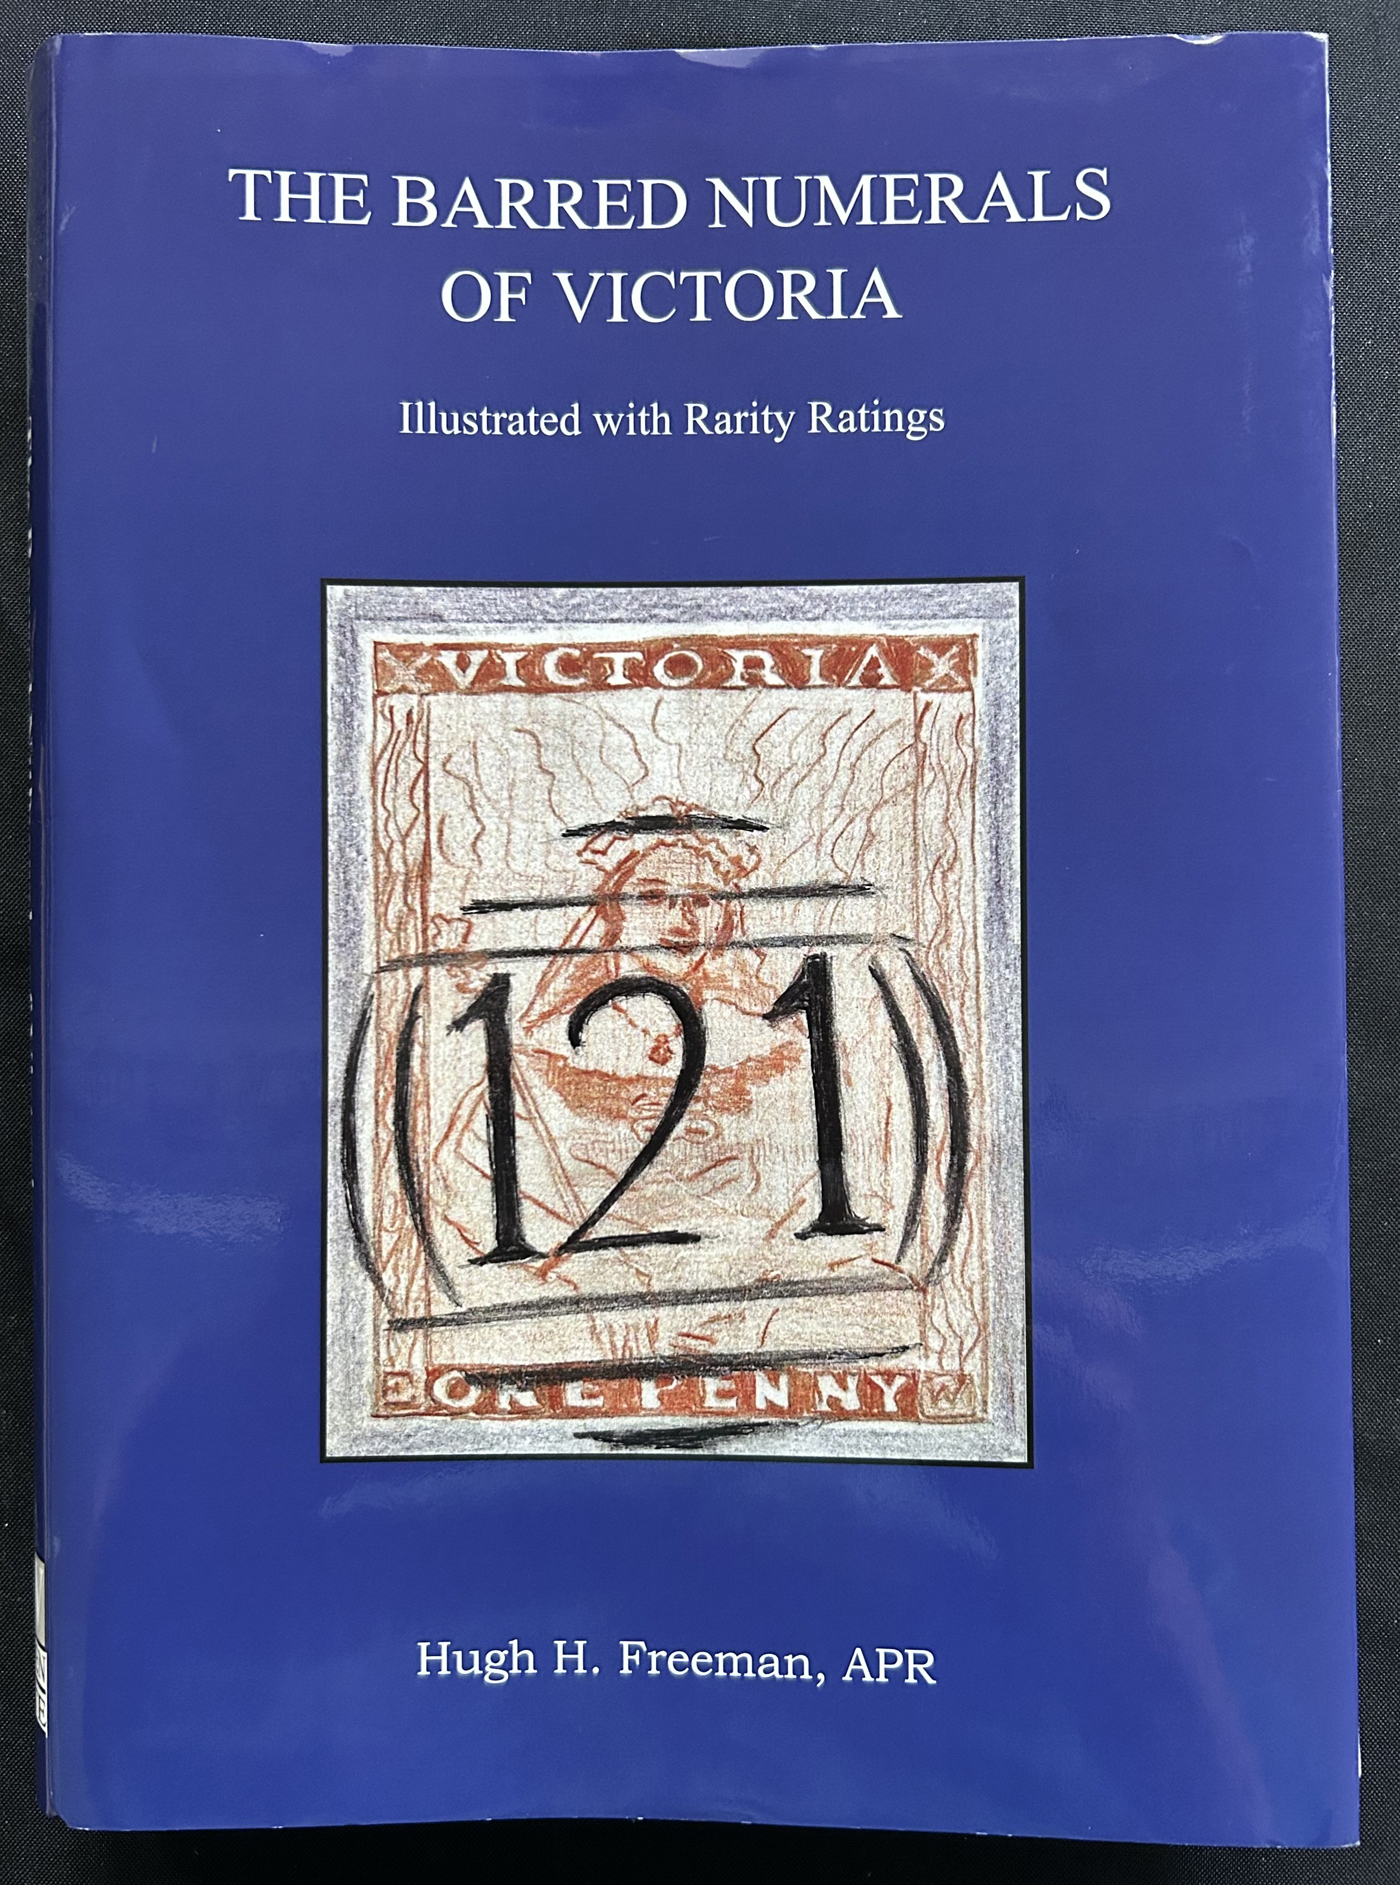 THE BARRED NUMERALS
OF VICTORIA
Illustrated with Rarity Ratings
VICTORIA
121
E ONE PENNY W
Hugh H. Freeman, APR